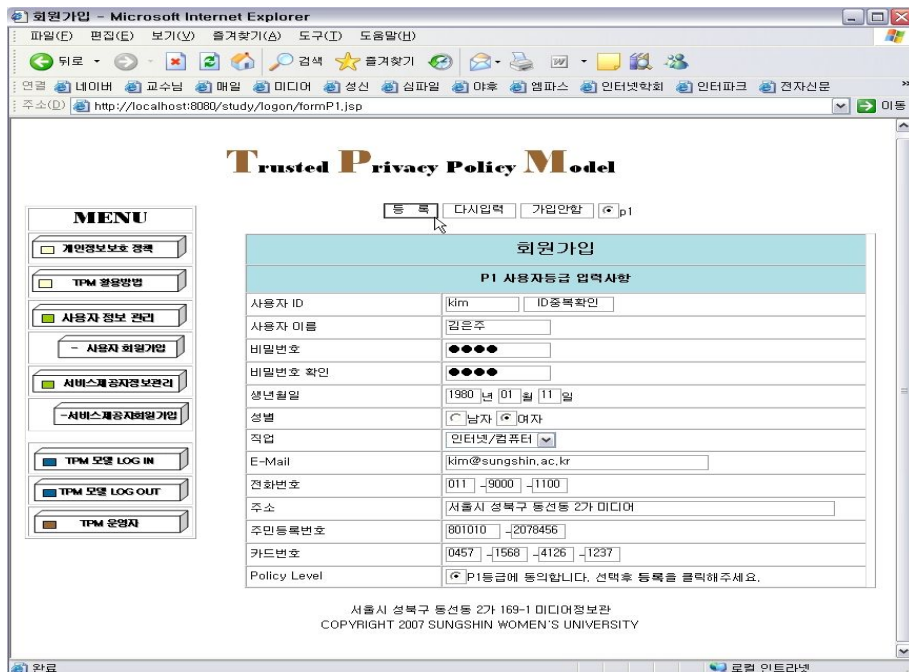 회원가입 - Microsoft Internet Explorer
파일(F) 편집(E) 보기(V) 즐겨찾기(A) 도구(T) 도움말(H)
뒤로 검색 즐겨찾기
연결 네이버 교수님 매일 미디어 성신 심파일 야후 엠파스 인터넷학회 인터파크 전자신문 »
주소(D) http://localhost:8080/study/logon/formP1.jsp 이동
Trusted Privacy Policy Model
등 록 다시입력 가입안함 p1
MENU
개인정보보호 정책
TPM 활용방법
사용자 정보 관리
- 사용자 회원가입
서비스제공자정보관리
-서비스제공자회원가입
TPM 모델 LOG IN
TPM 모델 LOG OUT
TPM 운영자
회원가입
P1 사용자등급 입력사항
사용자 ID kim ID중복확인
사용자 이름 김은주
비밀번호 ●●●●
비밀번호 확인 ●●●●
생년월일 1980 년 01 월 11 일
성별 남자 여자
직업 인터넷/컴퓨터
E-Mail kim@sungshin.ac.kr
전화번호 011 -9000 -1100
주소 서울시 성북구 동선동 2가 미디어
주민등록번호 801010 -2078456
카드번호 0457 -1568 -4126 -1237
Policy Level P1등급에 동의합니다. 선택후 등록을 클릭해주세요.
서울시 성북구 동선동 2가 169-1 미디어정보관
COPYRIGHT 2007 SUNGSHIN WOMEN'S UNIVERSITY
완료 로컬 인트라넷